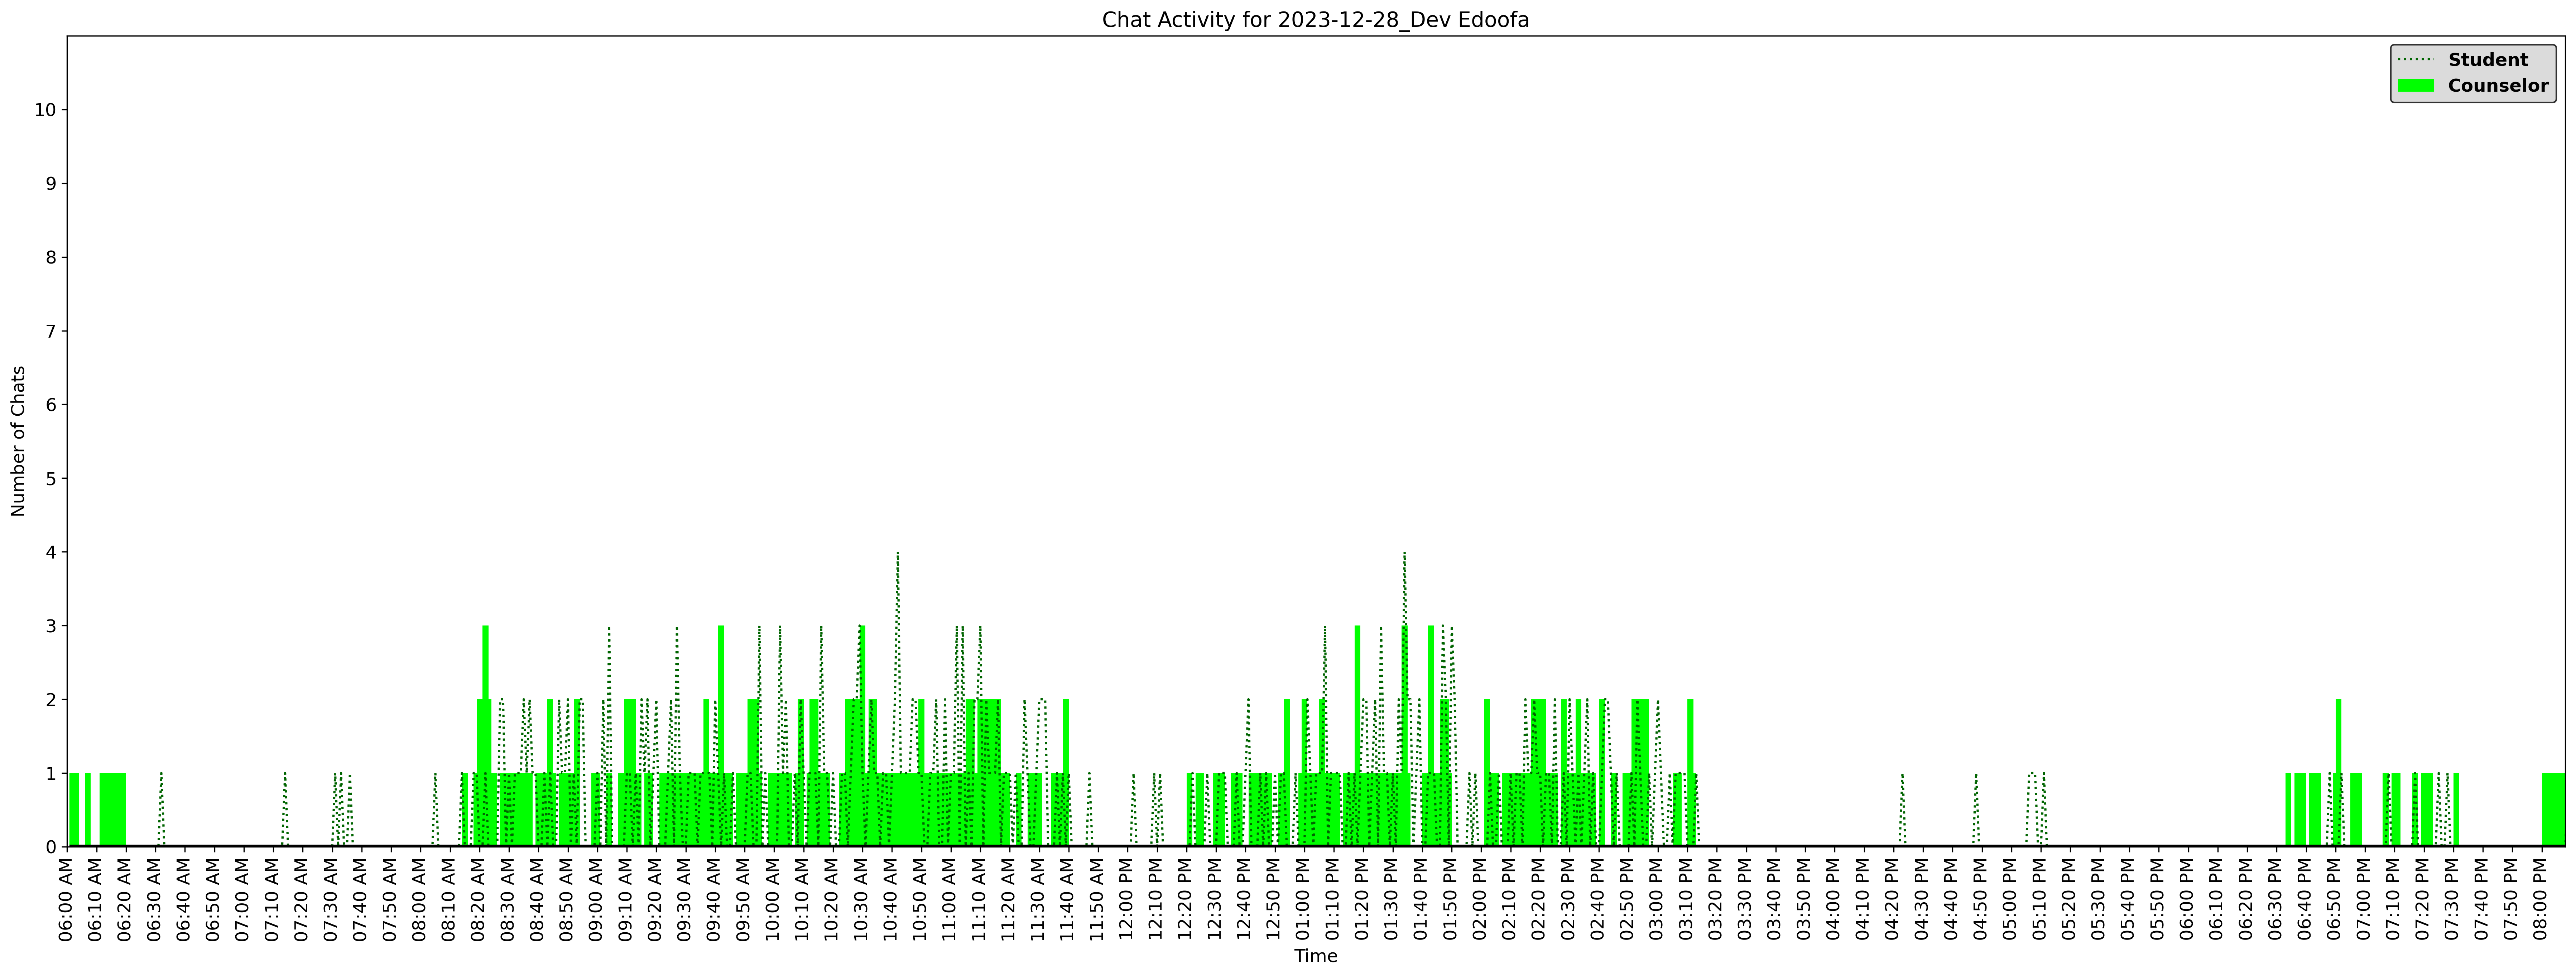 Chat Activity for 2023-12-28_Dev Edoofa
Student
Counselor
Number of Chats
10
9
8
7
6
5
4
3
2
1
0
06:00 AM
06:10 AM
06:20 AM
06:30 AM
06:40 AM
06:50 AM
07:00 AM
07:10 AM
07:20 AM
07:30 AM
07:40 AM
07:50 AM
08:00 AM
08:10 AM
08:20 AM
08:30 AM
08:40 AM
08:50 AM
09:00 AM
09:10 AM
09:20 AM
09:30 AM
09:40 AM
09:50 AM
10:00 AM
10:10 AM
10:20 AM
10:30 AM
10:40 AM
10:50 AM
11:00 AM
11:10 AM
11:20 AM
11:30 AM
11:40 AM
11:50 AM
12:00 PM
12:10 PM
12:20 PM
12:30 PM
12:40 PM
12:50 PM
01:00 PM
01:10 PM
01:20 PM
01:30 PM
01:40 PM
01:50 PM
02:00 PM
02:10 PM
02:20 PM
02:30 PM
02:40 PM
02:50 PM
03:00 PM
03:10 PM
03:20 PM
03:30 PM
03:40 PM
03:50 PM
04:00 PM
04:10 PM
04:20 PM
04:30 PM
04:40 PM
04:50 PM
05:00 PM
05:10 PM
05:20 PM
05:30 PM
05:40 PM
05:50 PM
06:00 PM
06:10 PM
06:20 PM
06:30 PM
06:40 PM
06:50 PM
07:00 PM
07:10 PM
07:20 PM
07:30 PM
07:40 PM
07:50 PM
08:00 PM
Time